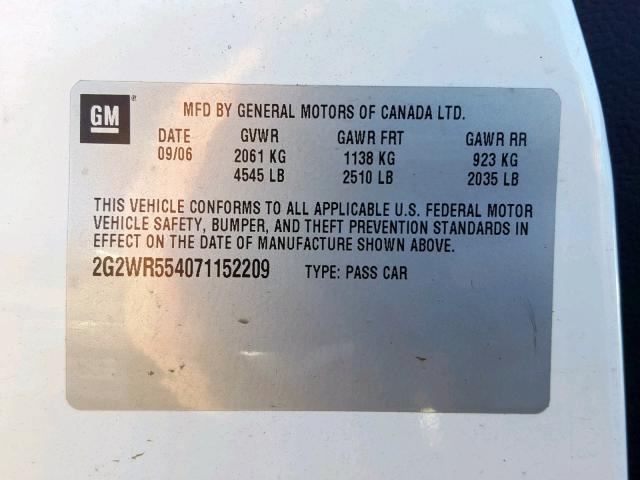 GM ® MFD BY GENERAL MOTORS OF CANADA LTD.
DATE GVWR GAWR FRT GAWR RR
09/06 2061 KG 1138 KG 923 KG
4545 LB 2510 LB 2035 LB
THIS VEHICLE CONFORMS TO ALL APPLICABLE U.S. FEDERAL MOTOR
VEHICLE SAFETY, BUMPER, AND THEFT PREVENTION STANDARDS IN
EFFECT ON THE DATE OF MANUFACTURE SHOWN ABOVE.
2G2WR554071152209 TYPE: PASS CAR